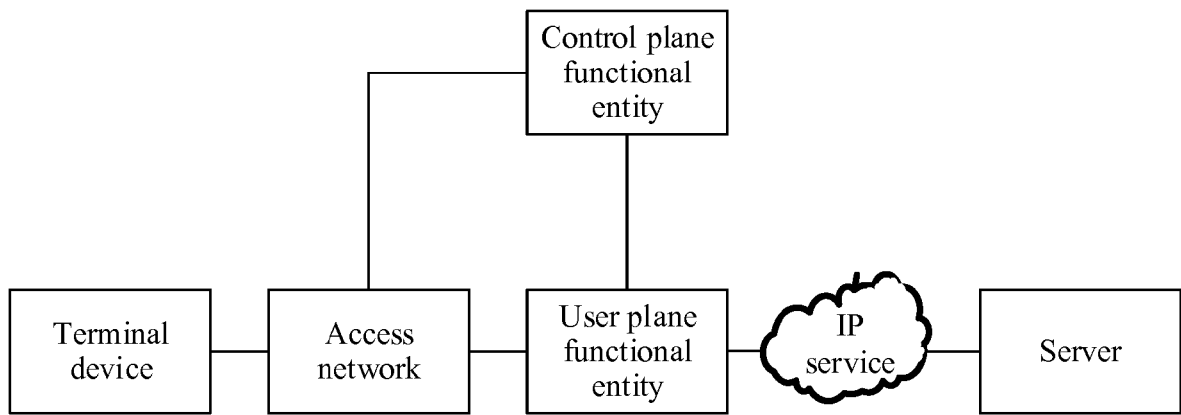 Control plane
functional
entity
Terminal
device
Access
network
User plane
functional
entity
IP
service
Server